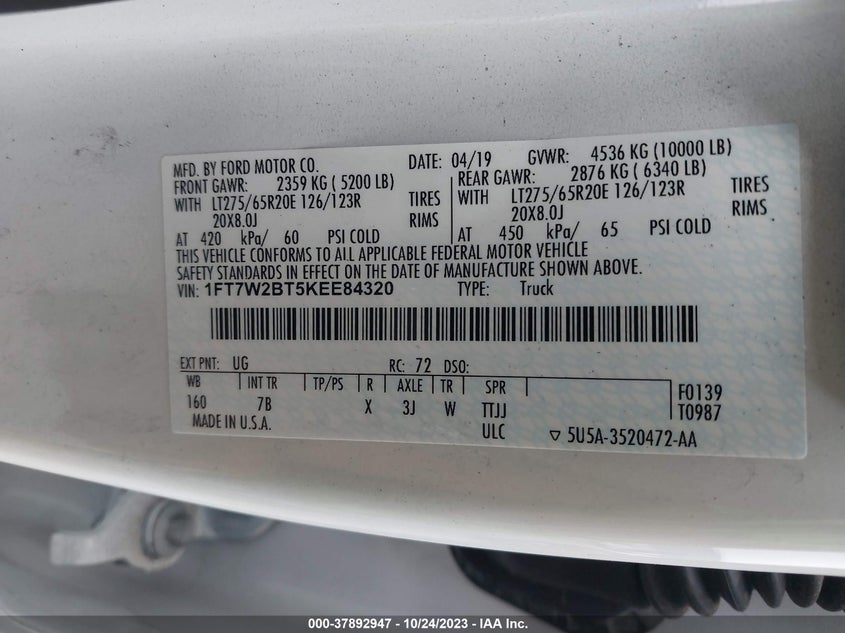 MFD. BY FORD MOTOR CO. DATE: 04/19 GVWR: 4536 KG (10000 LB)
FRONT GAWR: 2359 KG ( 5200 LB) REAR GAWR: 2876 KG ( 6340 LB)
WITH LT275/65R20E 126/123R TIRES WITH LT275/65R20E 126/123R TIRES
20X8.0J RIMS 20X8.0J RIMS
AT 420 kPa/ 60 PSI COLD AT 450 kPa/ 65 PSI COLD
THIS VEHICLE CONFORMS TO ALL APPLICABLE FEDERAL MOTOR VEHICLE
SAFETY STANDARDS IN EFFECT ON THE DATE OF MANUFACTURE SHOWN ABOVE.
VIN: 1FT7W2BT5KEE84320 TYPE: Truck
EXT PNT: UG RC: 72 DSO:
WB INT TR TP/PS R AXLE TR SPR F0139
160 7B X 3J W TTJJ T0987
MADE IN U.S.A. ULC ▽ 5U5A-3520472-AA
000-37892947 - 10/24/2023 - IAA Inc.